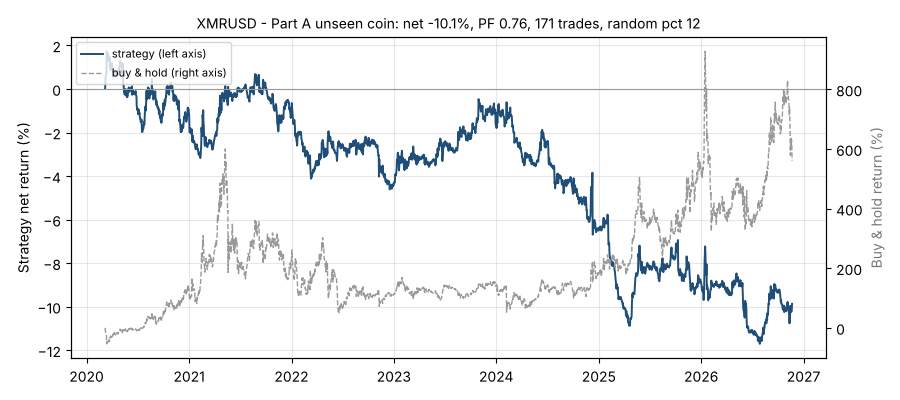 XMRUSD - Part A unseen coin: net -10.1%, PF 0.76, 171 trades, random pct 12
strategy (left axis)
buy & hold (right axis)
Strategy net return (%)
2
0
−2
−4
−6
−8
−10
−12
800
600
400
200
0
Buy & hold return (%)
2020 2021 2022 2023 2024 2025 2026 2027